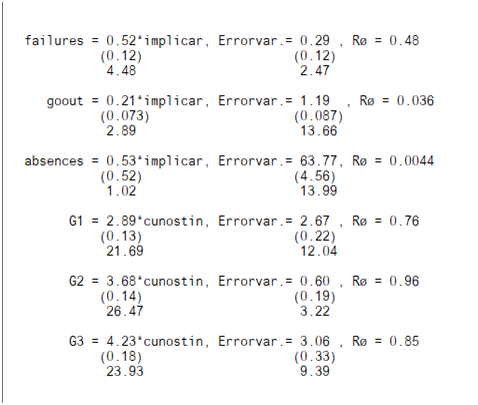 failures = 0.52*implicar, Errorvar.= 0.29 , Rø = 0.48
(0.12) (0.12)
4.48 2.47
goout = 0.21*implicar, Errorvar.= 1.19 , Rø = 0.036
(0.073) (0.087)
2.89 13.66
absences = 0.53*implicar, Errorvar.= 63.77, Rø = 0.0044
(0.52) (4.56)
1.02 13.99
G1 = 2.89*cunostin, Errorvar.= 2.67 , Rø = 0.76
(0.13) (0.22)
21.69 12.04
G2 = 3.68*cunostin, Errorvar.= 0.60 , Rø = 0.96
(0.14) (0.19)
26.47 3.22
G3 = 4.23*cunostin, Errorvar.= 3.06 , Rø = 0.85
(0.18) (0.33)
23.93 9.39